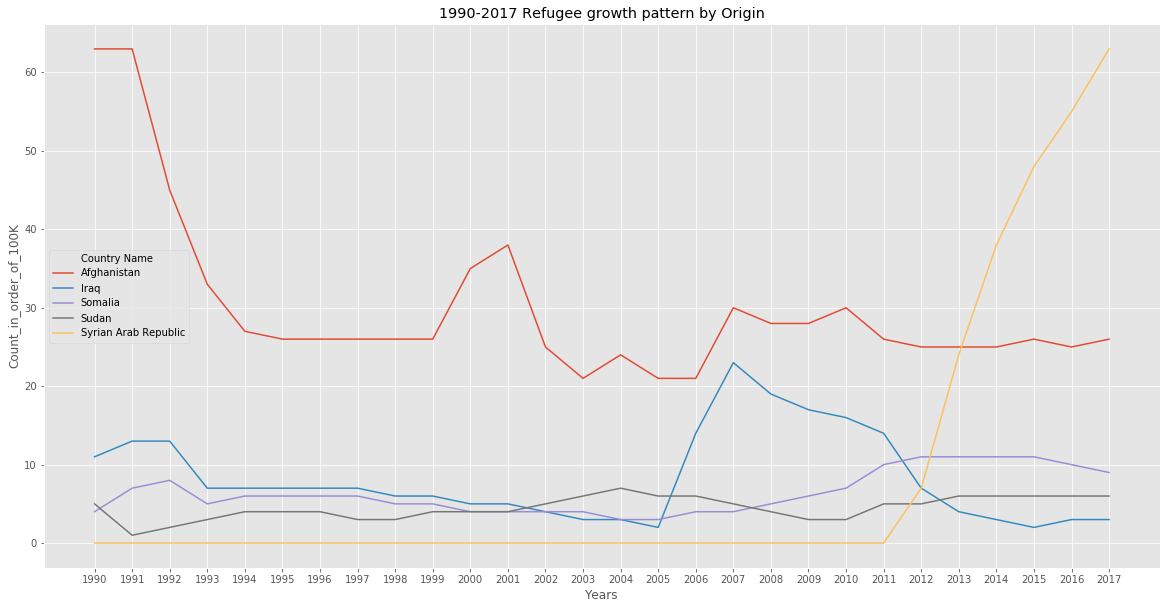 1990-2017 Refugee growth pattern by Origin
Count_in_order_of_100K
60
50
40
30
20
10
0
Country Name
Afghanistan
Iraq
Somalia
Sudan
Syrian Arab Republic
1990 1991 1992 1993 1994 1995 1996 1997 1998 1999 2000 2001 2002 2003 2004 2005 2006 2007 2008 2009 2010 2011 2012 2013 2014 2015 2016 2017
Years